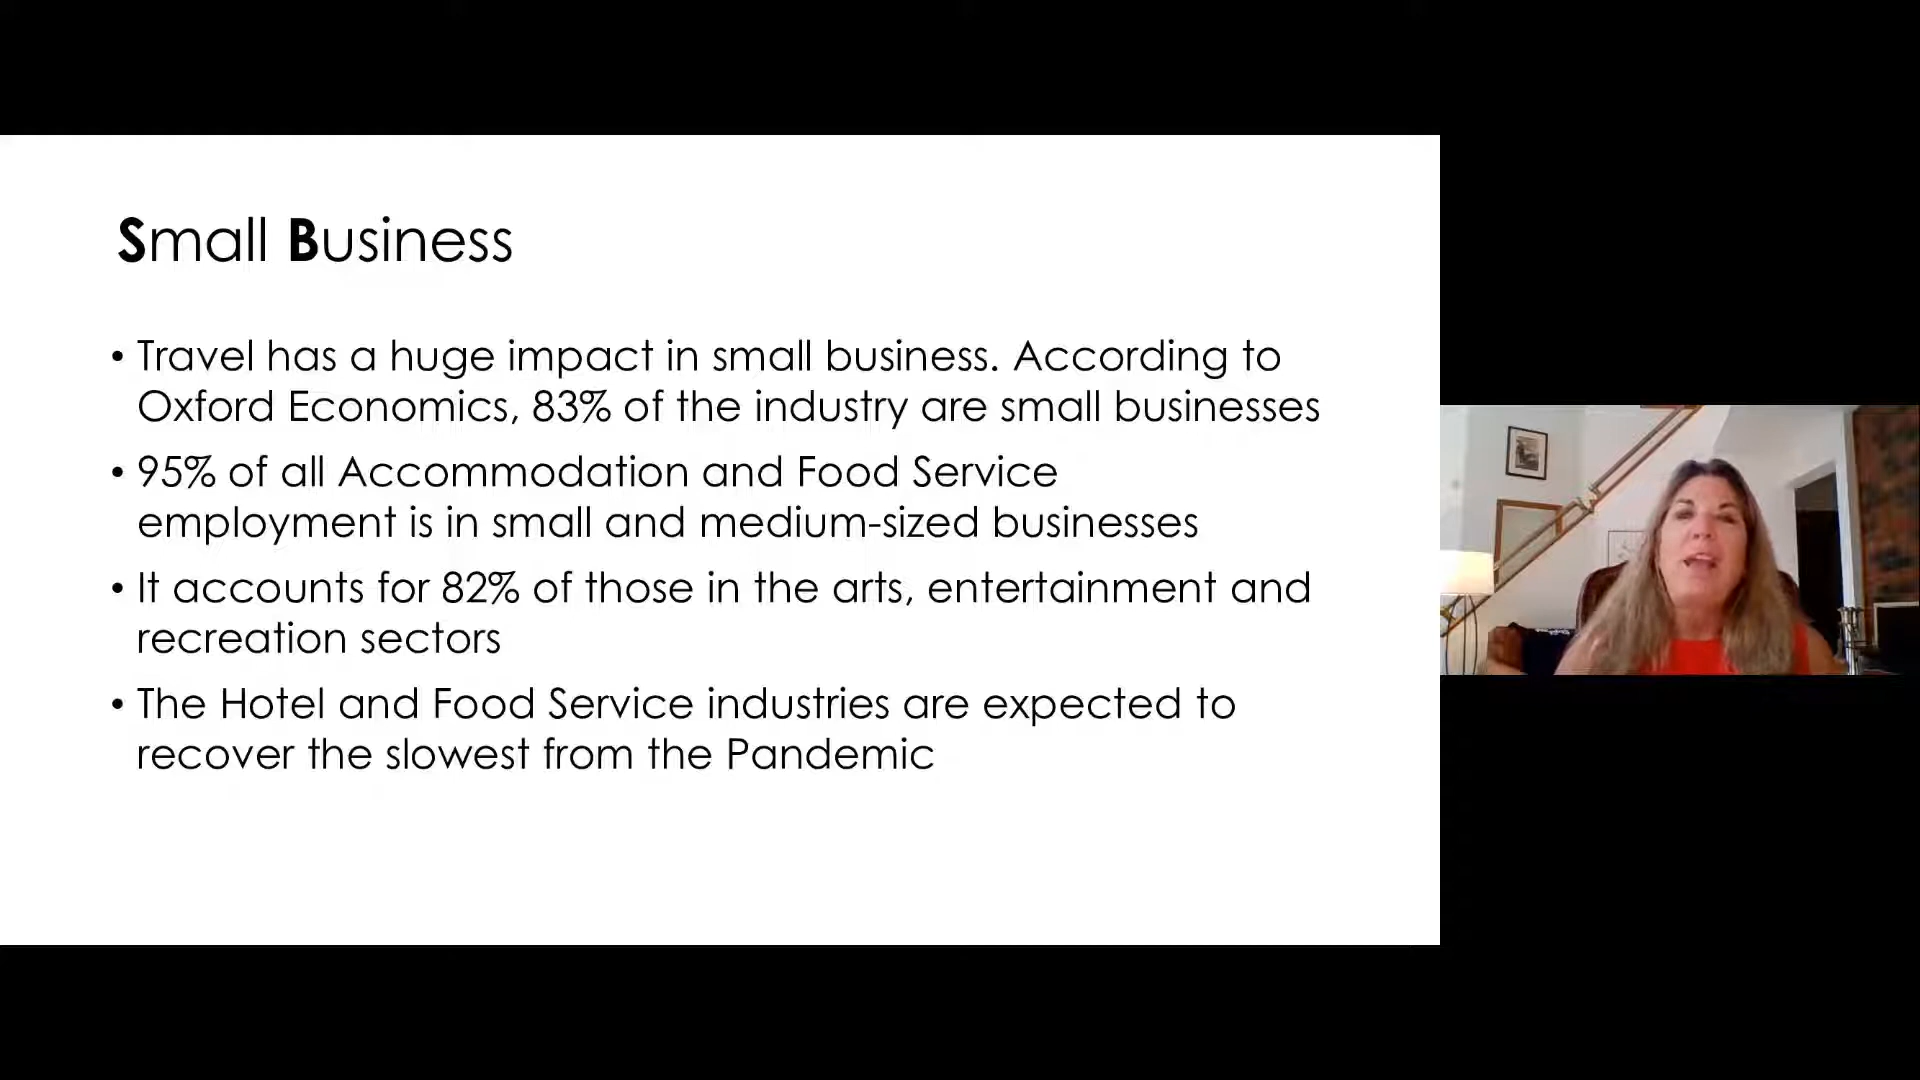 Small Business
• Travel has a huge impact in small business. According to
Oxford Economics, 83% of the industry are small businesses
• 95% of all Accommodation and Food Service
employment is in small and medium-sized businesses
• It accounts for 82% of those in the arts, entertainment and
recreation sectors
• The Hotel and Food Service industries are expected to
recover the slowest from the Pandemic